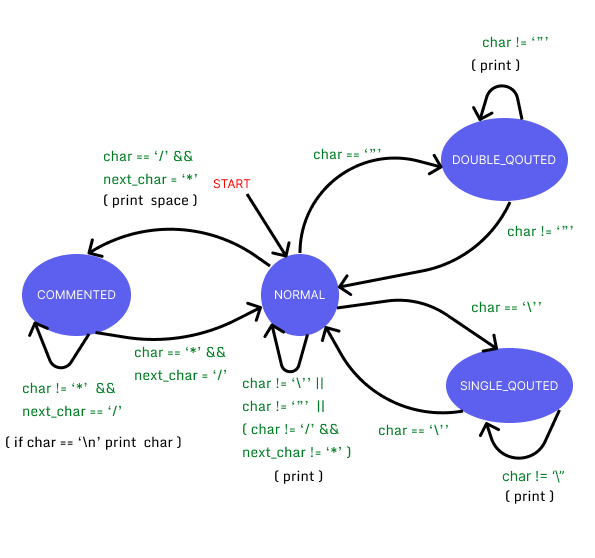 char != ‘”’
( print )
DOUBLE_QOUTED
char == ‘”’
char == ‘/’ &&
next_char = ‘*’
( print space )
START
char != ‘”’
COMMENTED
NORMAL
char == ‘\’’
char == ‘*’ &&
next_char = ‘/’
char != ‘*’ &&
next_char == ‘/’
( if char == ‘\n’ print char )
char != ‘\’’ ||
char != ‘”’ ||
( char != ‘/’ &&
next_char != ‘*’ )
( print )
SINGLE_QOUTED
char == ‘\’’
char != ‘\’’
( print )